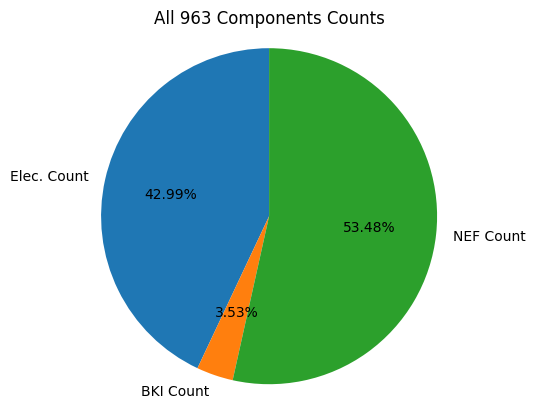 All 963 Components Counts
Elec. Count
42.99%
53.48%
NEF Count
3.53%
BKI Count